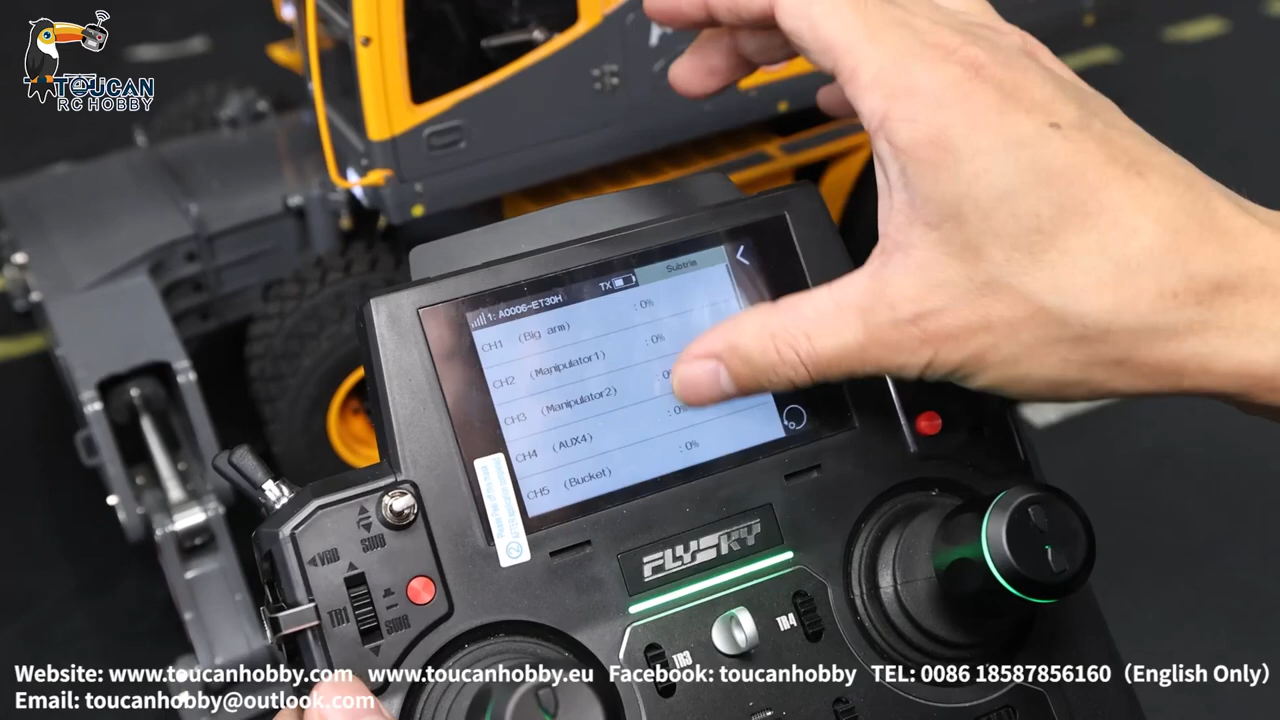 TOUCAN
RC HOBBY
1: A0006-ET30H
TX
Subtrim
CH1 (Big arm) : 0%
CH2 (Manipulator1) : 0%
CH3 (Manipulator2)
CH4 (AUX4) : 0%
CH5 (Bucket) : 0%
FLYSKY
SWB
VRB
TR1
SWA
TR3
TR4
Website: www.toucanhobby.com www.toucanhobby.eu Facebook: toucanhobby TEL: 0086 18587856160（English Only）
Email: toucanhobby@outlook.com